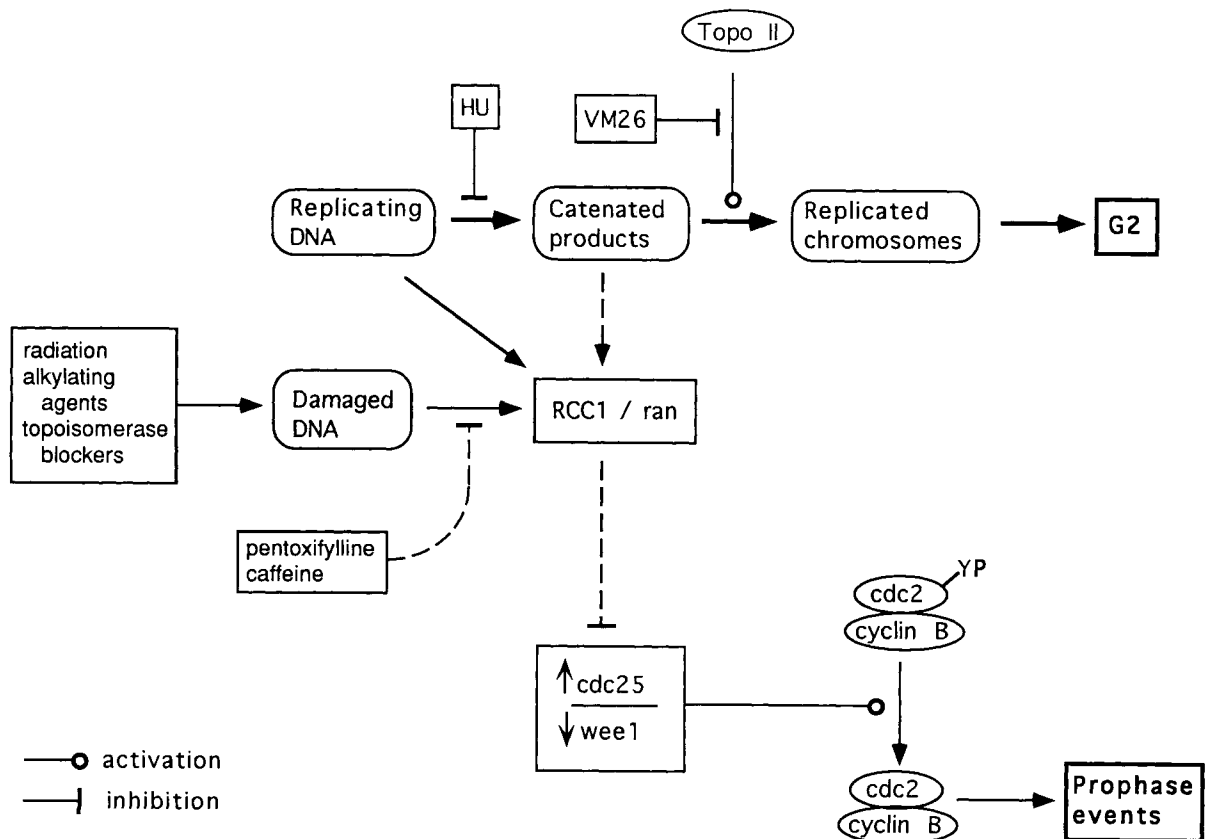 Topo II
HU
VM26
Replicating
DNA
Catenated
products
Replicated
chromosomes
G2
radiation
alkylating
agents
topoisomerase
blockers
Damaged
DNA
RCC1 / ran
pentoxifylline
caffeine
YP
cdc2
cyclin B
↑cdc25
↓wee1
activation
inhibition
cdc2
cyclin B
Prophase
events